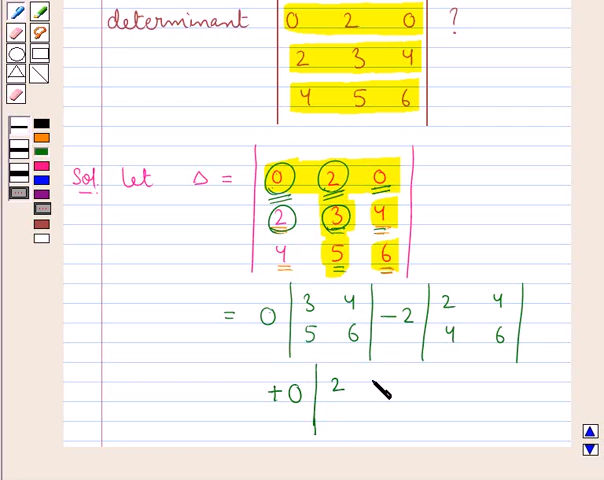 determinant | 0 2 0 | ?
| 2 3 4 |
| 4 5 6 |
Sol. Let Δ = | 0 2 0 |
| 2 3 4 |
| 4 5 6 |
= 0 | 3 4 | - 2 | 2 4 |
| 5 6 | | 4 6 |
+ 0 | 2